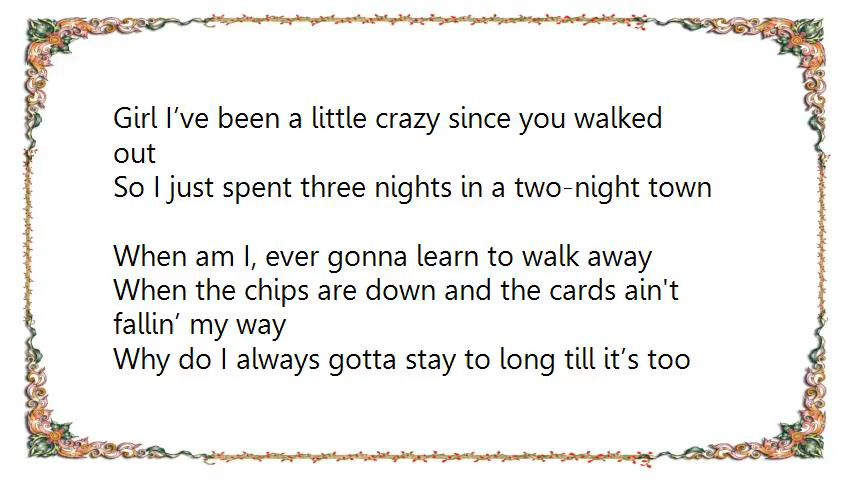 Girl I’ve been a little crazy since you walked
out
So I just spent three nights in a two-night town
When am I, ever gonna learn to walk away
When the chips are down and the cards ain't
fallin’ my way
Why do I always gotta stay to long till it’s too